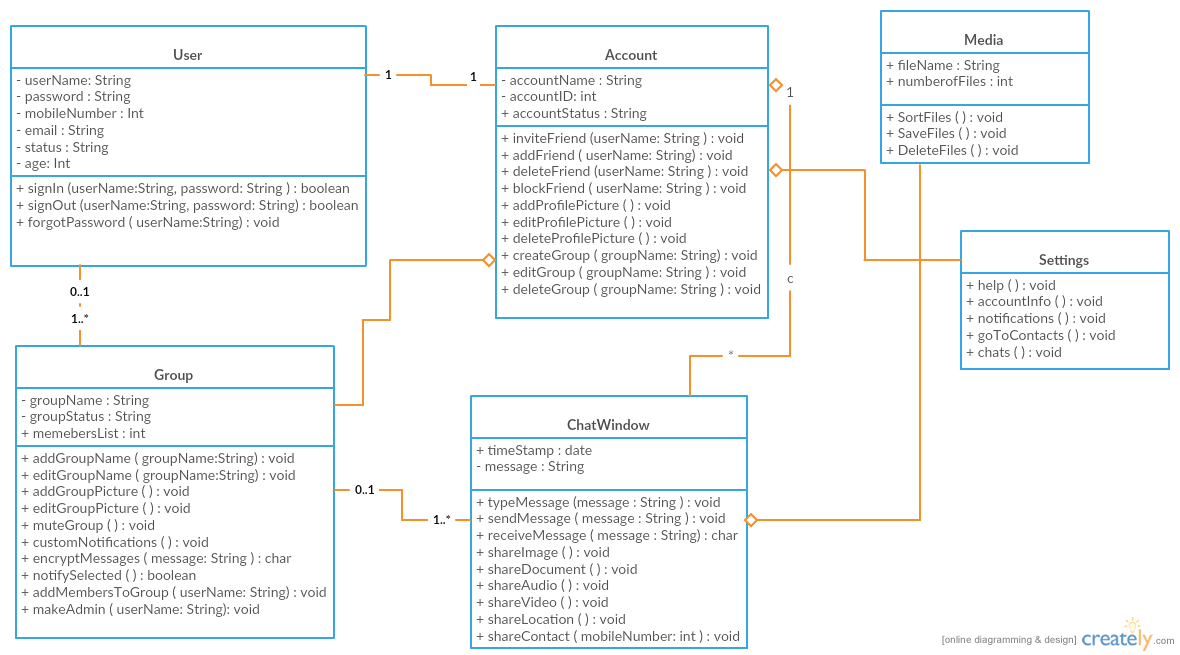 User
- userName: String
- password : String
- mobileNumber : Int
- email : String
- status : String
- age: Int
+ signIn (userName:String, password: String ) : boolean
+ signOut (userName:String, password: String) : boolean
+ forgotPassword ( userName:String) : void
1
1
Account
- accountName : String
- accountID: int
+ accountStatus : String
+ inviteFriend (userName: String ) : void
+ addFriend ( userName: String) : void
+ deleteFriend (userName: String ) : void
+ blockFriend ( userName: String ) : void
+ addProfilePicture ( ) : void
+ editProfilePicture ( ) : void
+ deleteProfilePicture ( ) : void
+ createGroup ( groupName: String) : void
+ editGroup ( groupName: String ) : void
+ deleteGroup ( groupName: String ) : void
1
c
*
Media
+ fileName : String
+ numberofFiles : int
+ SortFiles ( ) : void
+ SaveFiles ( ) : void
+ DeleteFiles ( ) : void
Settings
+ help ( ) : void
+ accountInfo ( ) : void
+ notifications ( ) : void
+ goToContacts ( ) : void
+ chats ( ) : void
0..1
1..*
Group
- groupName : String
- groupStatus : String
+ memebersList : int
+ addGroupName ( groupName:String) : void
+ editGroupName ( groupName:String) : void
+ addGroupPicture ( ) : void
+ editGroupPicture ( ) : void
+ muteGroup ( ) : void
+ customNotifications ( ) : void
+ encryptMessages ( message: String ) : char
+ notifySelected ( ) : boolean
+ addMembersToGroup ( userName: String) : void
+ makeAdmin ( userName: String): void
0..1
1..*
ChatWindow
+ timeStamp : date
- message : String
+ typeMessage (message : String ) : void
+ sendMessage ( message : String ) : void
+ receiveMessage ( message : String) : char
+ shareImage ( ) : void
+ shareDocument ( ) : void
+ shareAudio ( ) : void
+ shareVideo ( ) : void
+ shareLocation ( ) : void
+ shareContact ( mobileNumber: int ) : void
[online diagramming & design] creately.com